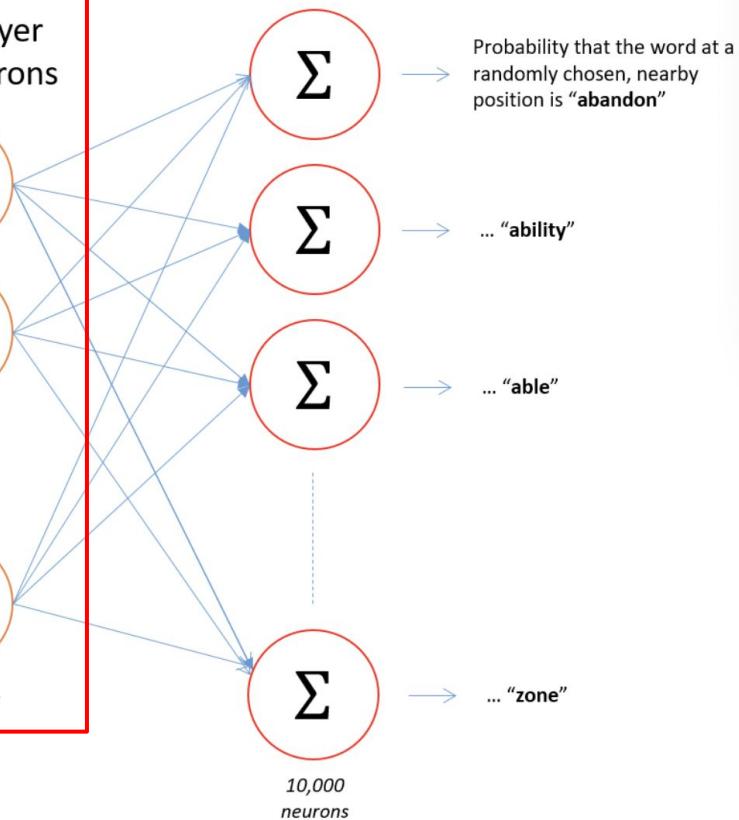 yer
rons
Σ
Probability that the word at a
randomly chosen, nearby
position is “abandon”
Σ
... “ability”
Σ
... “able”
Σ
... “zone”
10,000
neurons